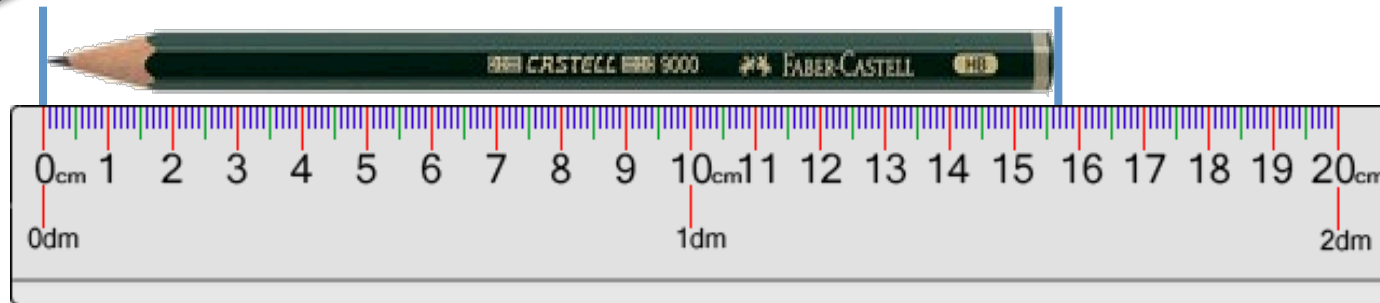 CASTELL 9000 FABER-CASTELL HB
0cm 1 2 3 4 5 6 7 8 9 10cm 11 12 13 14 15 16 17 18 19 20cm
0dm 1dm 2dm